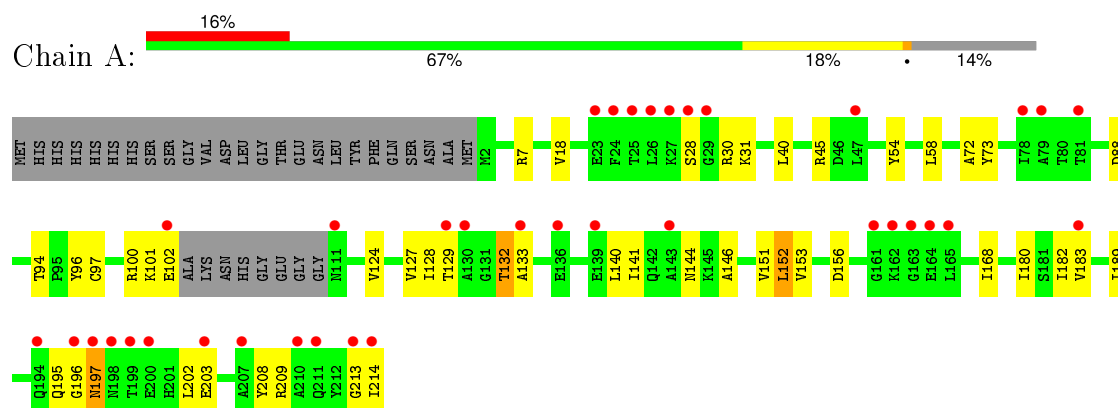 16%
Chain A:
67% 18% • 14%
MET HIS HIS HIS HIS HIS HIS SER SER GLY VAL ASP LEU GLY THR GLU ASN LEU TYR PHE GLN SER ASN ALA MET M2 R7 V18 E23 F24 T25 L26 K27 S28 G29 R30 K31 L40 R45 D46 L47 Y54 L58 A72 Y73 I78 A79 T80 T81 D88
T94 P95 Y96 C97 R100 K101 E102 ALA LYS ASN HIS GLY GLU GLY GLY N111 V124 V127 I128 T129 A130 G131 T132 A133 E136 E139 L140 I141 Q142 A143 N144 K145 A146 V151 L152 V153 D156 G161 K162 G163 E164 L165 I168 I180 S181 I182 V183
Q194 Q195 G196 N197 N198 T199 E200 H201 L202 E203 A207 Y208 R209 A210 Q211 Y212 G213 I214